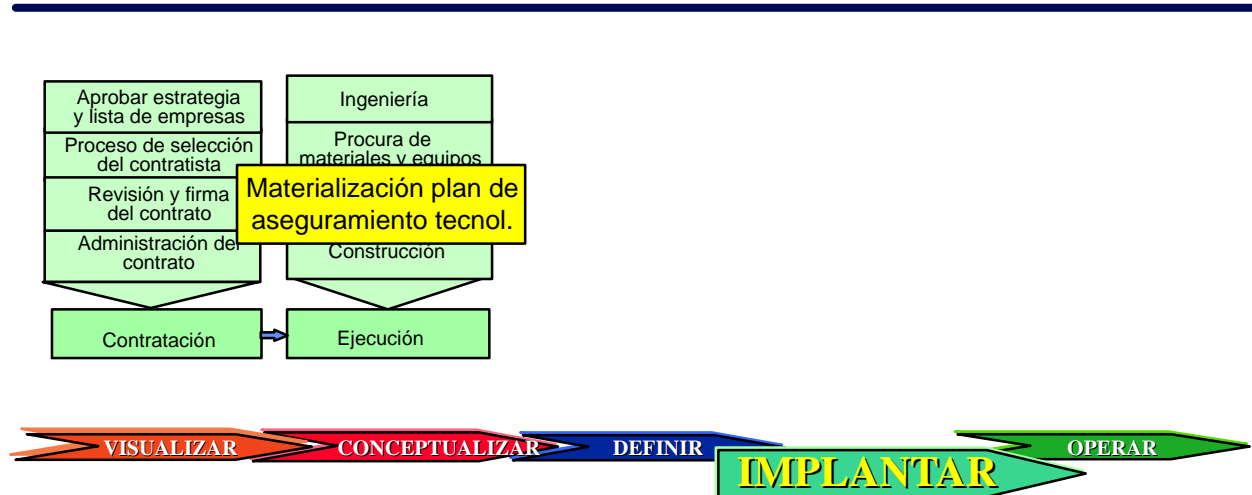 Aprobar estrategia
y lista de empresas
Proceso de selección
del contratista
Revisión y firma
del contrato
Administración del
contrato
Contratación
Ingeniería
Procura de
materiales y equipos
Materialización plan de
aseguramiento tecnol.
Construcción
Ejecución
VISUALIZAR
CONCEPTUALIZAR
DEFINIR
IMPLANTAR
OPERAR